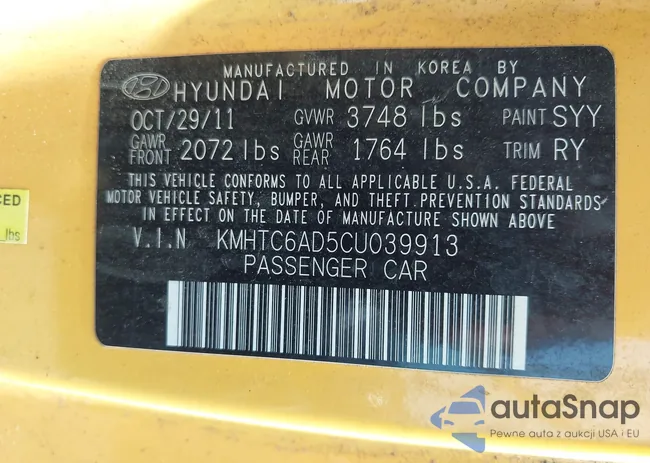 MANUFACTURED IN KOREA BY
HYUNDAI MOTOR COMPANY
OCT/29/11 GVWR 3748 lbs PAINT SYY
GAWR FRONT 2072 lbs GAWR REAR 1764 lbs TRIM RY
THIS VEHICLE CONFORMS TO ALL APPLICABLE U.S.A. FEDERAL
MOTOR VEHICLE SAFETY, BUMPER, AND THEFT PREVENTION STANDARDS
IN EFFECT ON THE DATE OF MANUFACTURE SHOWN ABOVE
V.I.N KMHTC6AD5CU039913
PASSENGER CAR
CED
lbs
autaSnap
Pewne auta z aukcji USA i EU